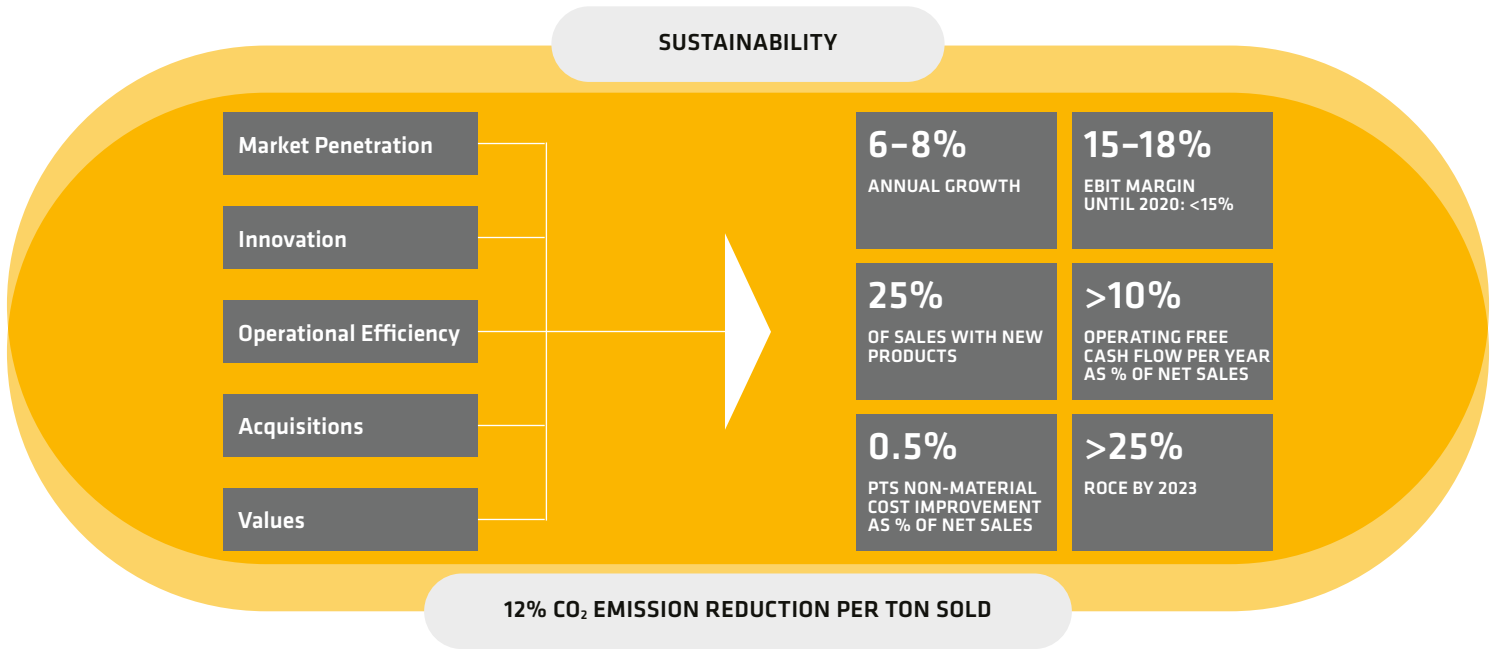 SUSTAINABILITY
Market Penetration
Innovation
Operational Efficiency
Acquisitions
Values
6–8%
ANNUAL GROWTH
15–18%
EBIT MARGIN
UNTIL 2020: <15%
25%
OF SALES WITH NEW
PRODUCTS
>10%
OPERATING FREE
CASH FLOW PER YEAR
AS % OF NET SALES
0.5%
PTS NON-MATERIAL
COST IMPROVEMENT
AS % OF NET SALES
>25%
ROCE BY 2023
12% CO₂ EMISSION REDUCTION PER TON SOLD